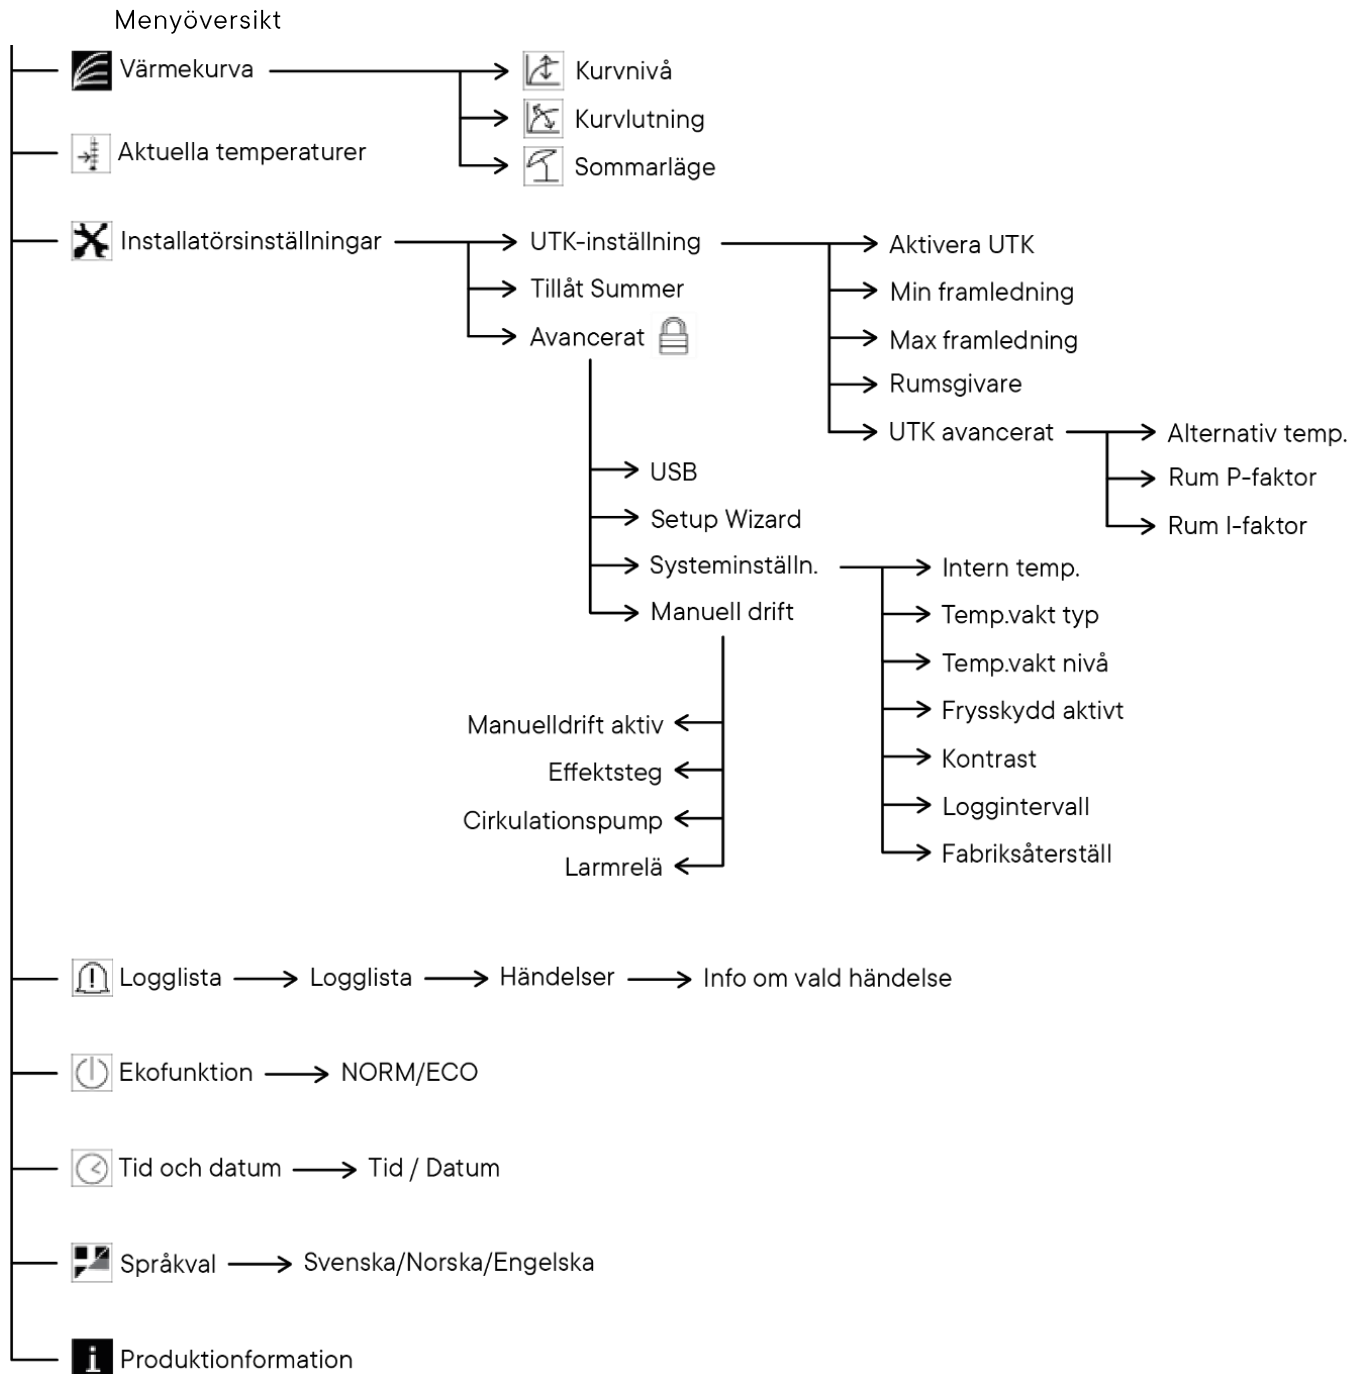 Menyöversikt
Värmekurva
Kurvnivå
Kurvlutning
Sommarläge
Aktuella temperaturer
Installatörsinställningar
UTK-inställning
Aktivera UTK
Min framledning
Max framledning
Rumsgivare
UTK avancerat
Alternativ temp.
Rum P-faktor
Rum I-faktor
Tillåt Summer
Avancerat
USB
Setup Wizard
Systeminställn.
Intern temp.
Temp.vakt typ
Temp.vakt nivå
Frysskydd aktivt
Kontrast
Loggintervall
Fabriksåterställ
Manuell drift
Manuelldrift aktiv
Effektsteg
Cirkulationspump
Larmrelä
Logglista
Logglista
Händelser
Info om vald händelse
Ekofunktion
NORM/ECO
Tid och datum
Tid / Datum
Språkval
Svenska/Norska/Engelska
Produktionformation